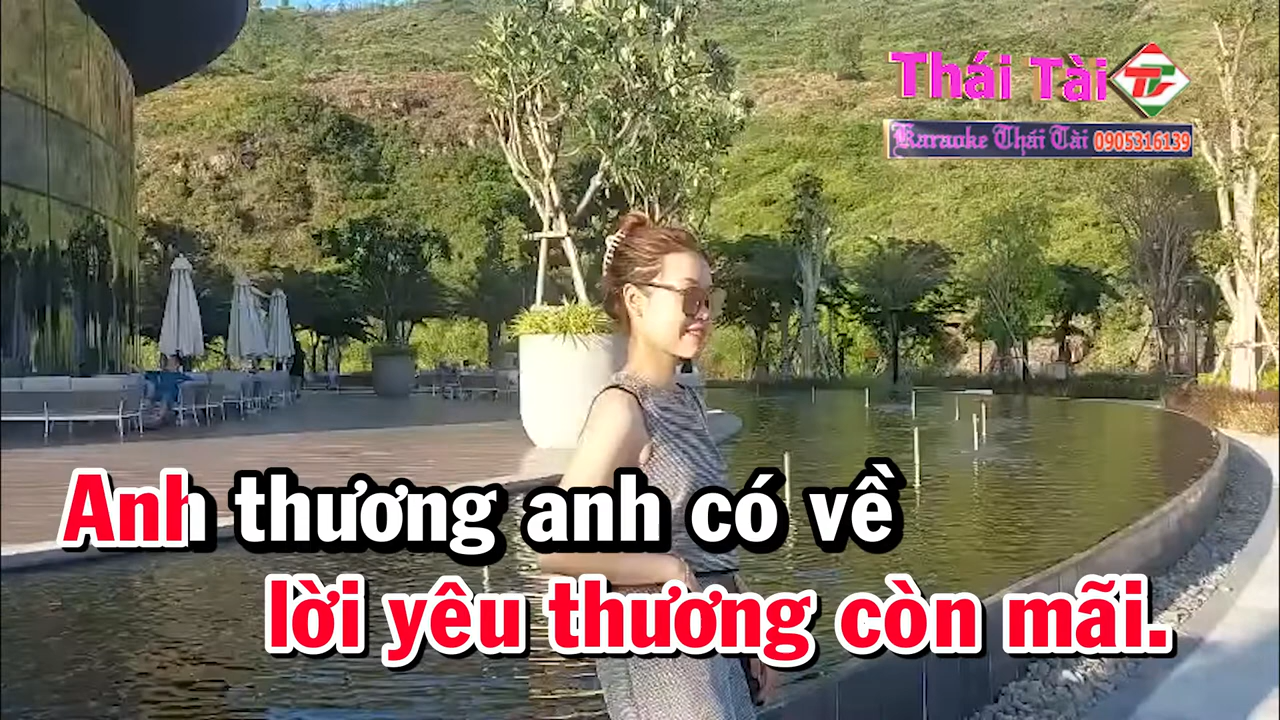 Thái Tài
Karaoke Thái Tài 0905316139
Anh thương anh có về
lời yêu thương còn mãi.